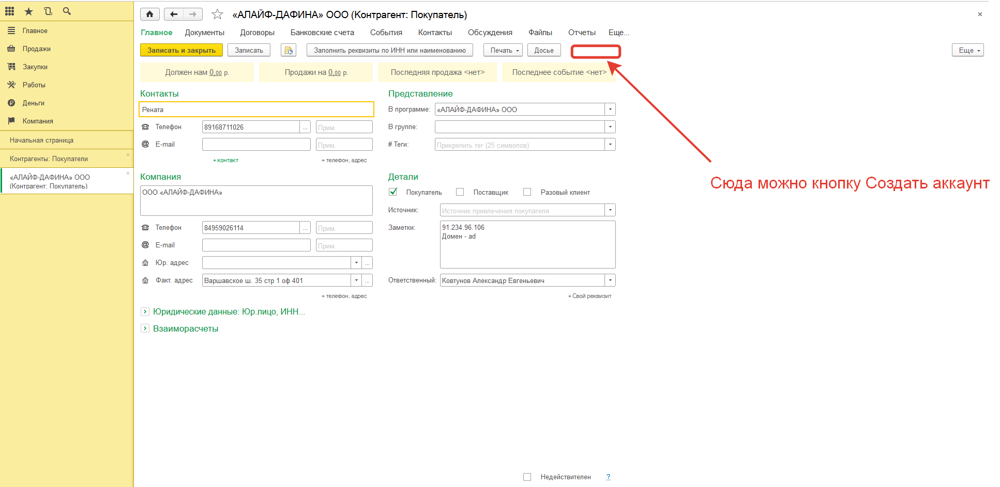 «АЛАЙФ-ДАФИНА» ООО (Контрагент: Покупатель)
Главное Документы Договоры Банковские счета События Контакты Обсуждения Файлы Отчеты Еще...
Записать и закрыть Записать Заполнить реквизиты по ИНН или наименованию Печать Досье Еще
Главное
Продажи
Закупки
Работы
Деньги
Компания
Начальная страница
Контрагенты: Покупатели
«АЛАЙФ-ДАФИНА» ООО
(Контрагент: Покупатель)
Должен нам 0,00 р. Продажи на 0,00 р. Последняя продажа <нет> Последнее событие <нет>
Контакты
Рената
Телефон 89168711026 ... Прим.
E-mail Прим.
+ контакт + телефон, адрес
Представление
В программе: «АЛАЙФ-ДАФИНА» ООО
В группе:
# Теги: Прикрепить тег (25 символов)
Компания
ООО «АЛАЙФ-ДАФИНА»
Телефон 84959026114 ... Прим.
E-mail Прим.
Юр. адрес ...
Факт. адрес Варшавское ш. 35 стр 1 оф 401 ...
+ телефон, адрес
Детали
Покупатель Поставщик Разовый клиент
Источник: Источник привлечения покупателя
Заметки: 91.234.96.106
Домен - ad
Ответственный: Ковтунов Александр Евгеньевич
+ Свой реквизит
Юридические данные: Юр.лицо, ИНН...
Взаиморасчеты
Недействителен ?
Сюда можно кнопку Создать аккаунт